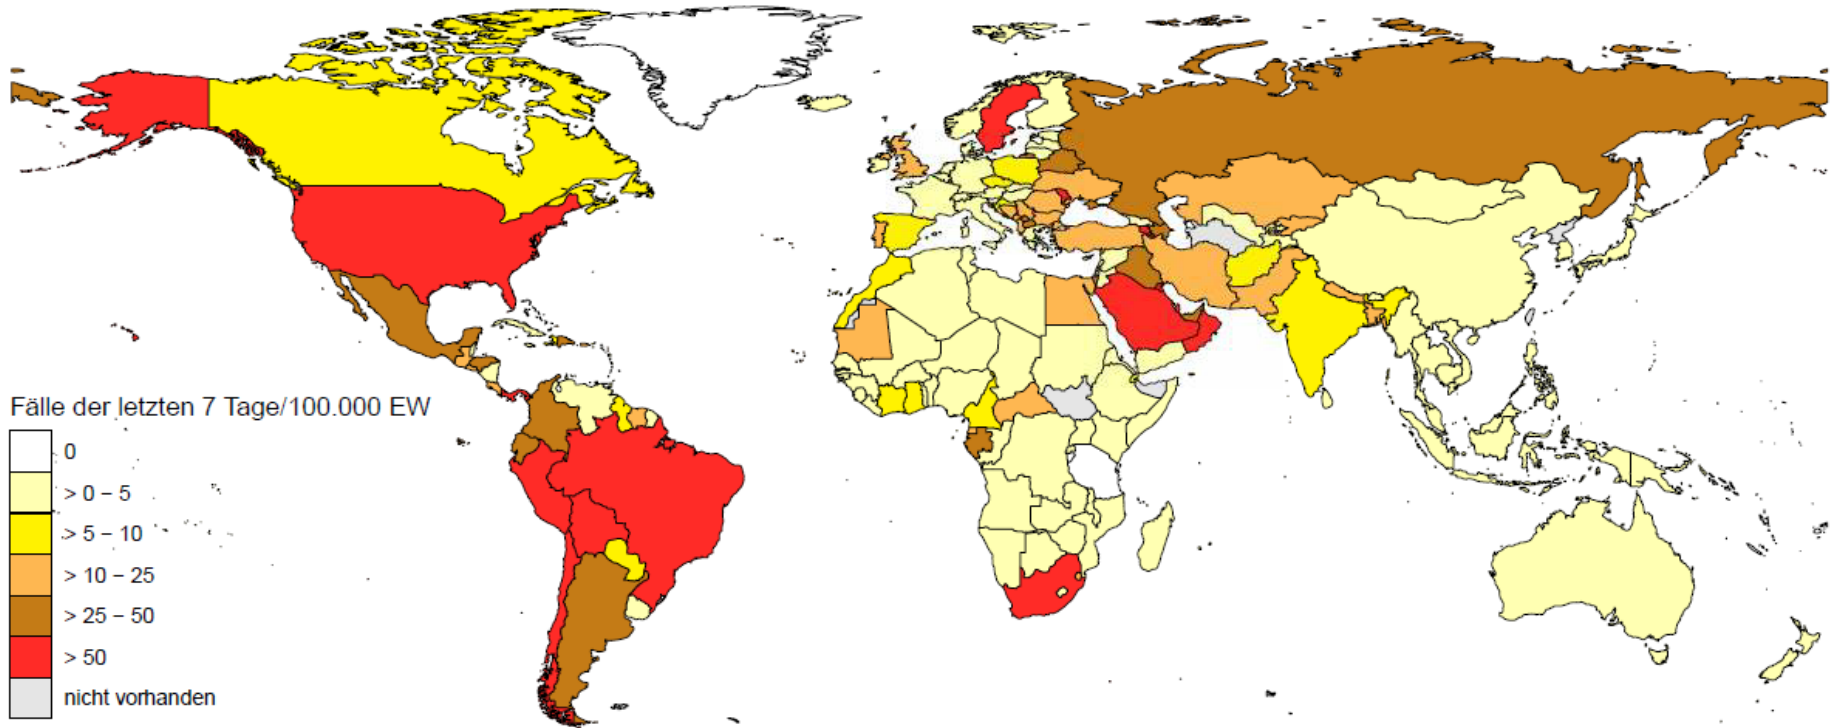 Fälle der letzten 7 Tage/100.000 EW
0
> 0 – 5
> 5 – 10
> 10 – 25
> 25 – 50
> 50
nicht vorhanden